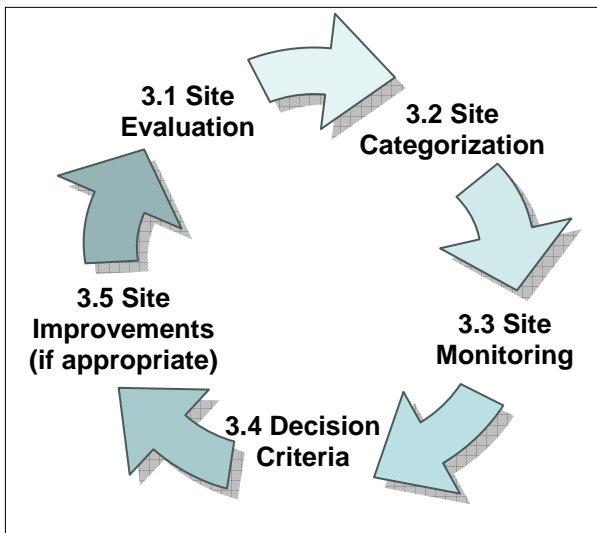 3.1 Site
Evaluation
3.2 Site
Categorization
3.3 Site
Monitoring
3.4 Decision
Criteria
3.5 Site
Improvements
(if appropriate)